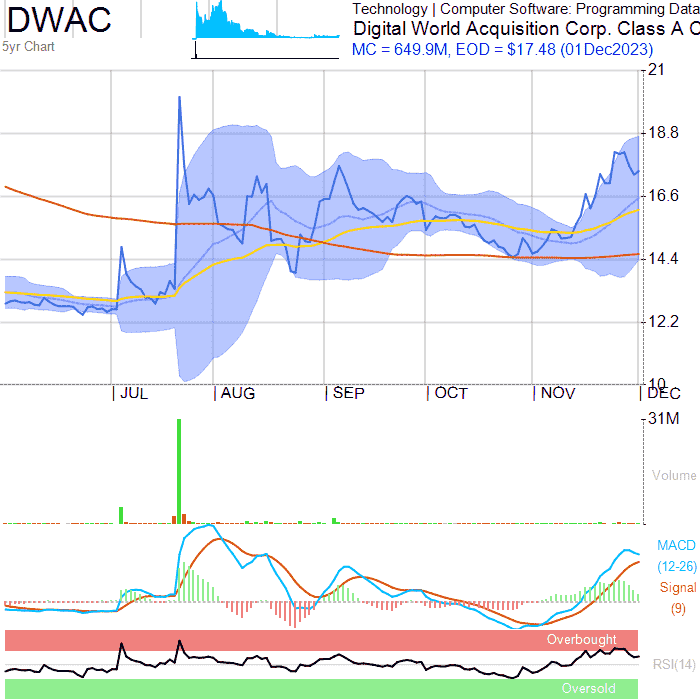 DWAC
5yr Chart
Technology | Computer Software: Programming Data
Digital World Acquisition Corp. Class A C
MC = 649.9M, EOD = $17.48 (01Dec2023)
21
18.8
16.6
14.4
12.2
10
JUL AUG SEP OCT NOV DEC
31M
Volume
MACD
(12-26)
Signal
(9)
Overbought
RSI(14)
Oversold